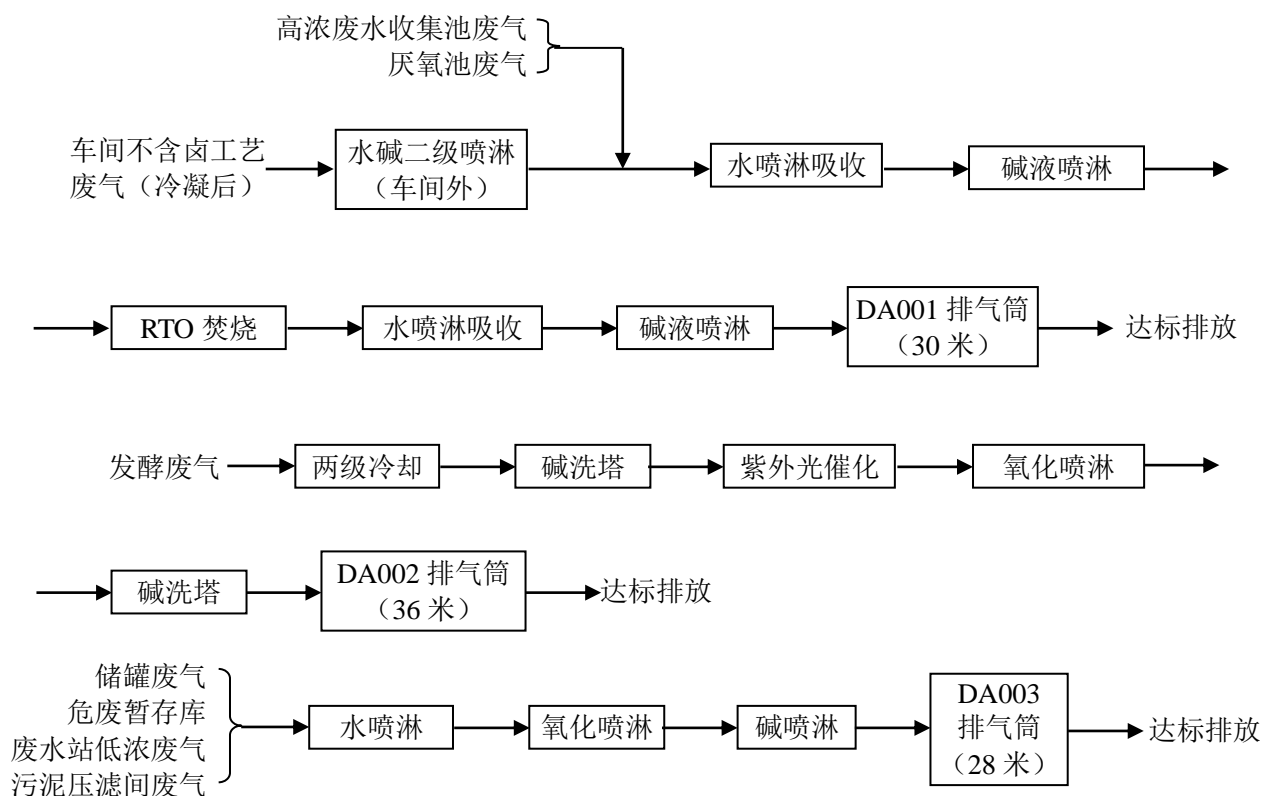 高浓废水收集池废气
厌氧池废气
车间不含卤工艺
废气（冷凝后）
水碱二级喷淋
（车间外）
水喷淋吸收
碱液喷淋
RTO 焚烧
水喷淋吸收
碱液喷淋
DA001 排气筒
（30 米）
达标排放
发酵废气
两级冷却
碱洗塔
紫外光催化
氧化喷淋
碱洗塔
DA002 排气筒
（36 米）
达标排放
储罐废气
危废暂存库
废水站低浓废气
污泥压滤间废气
水喷淋
氧化喷淋
碱喷淋
DA003
排气筒
（28 米）
达标排放